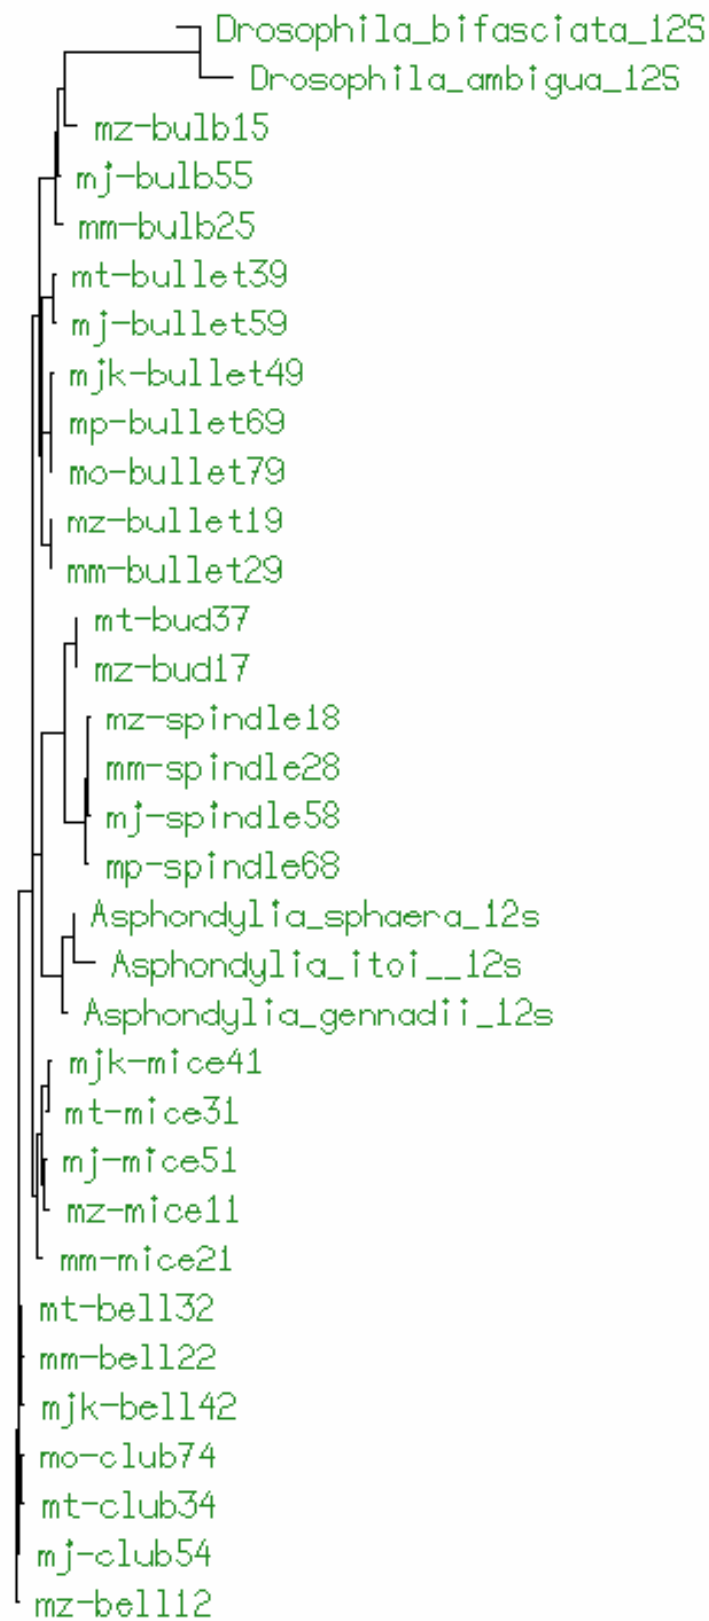 Drosophila_bifasciata_12S
Drosophila_ambigua_12S
mz-bulb15
mj-bulb55
mm-bulb25
mt-bullet39
mj-bullet59
mjk-bullet49
mp-bullet69
mo-bullet79
mz-bullet19
mm-bullet29
mt-bud37
mz-bud17
mz-spindle18
mm-spindle28
mj-spindle58
mp-spindle68
Asphondylia_sphaera_12s
Asphondylia_itoi__12s
Asphondylia_gennadii_12s
mjk-mice41
mt-mice31
mj-mice51
mz-mice11
mm-mice21
mt-bell32
mm-bell22
mjk-bell42
mo-club74
mt-club34
mj-club54
mz-bell12